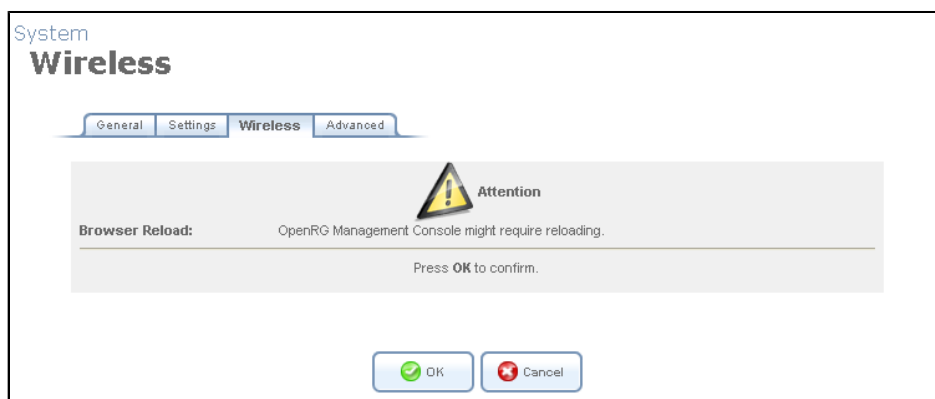 System
Wireless
General Settings Wireless Advanced
Attention
Browser Reload: OpenRG Management Console might require reloading.
Press OK to confirm.
OK Cancel